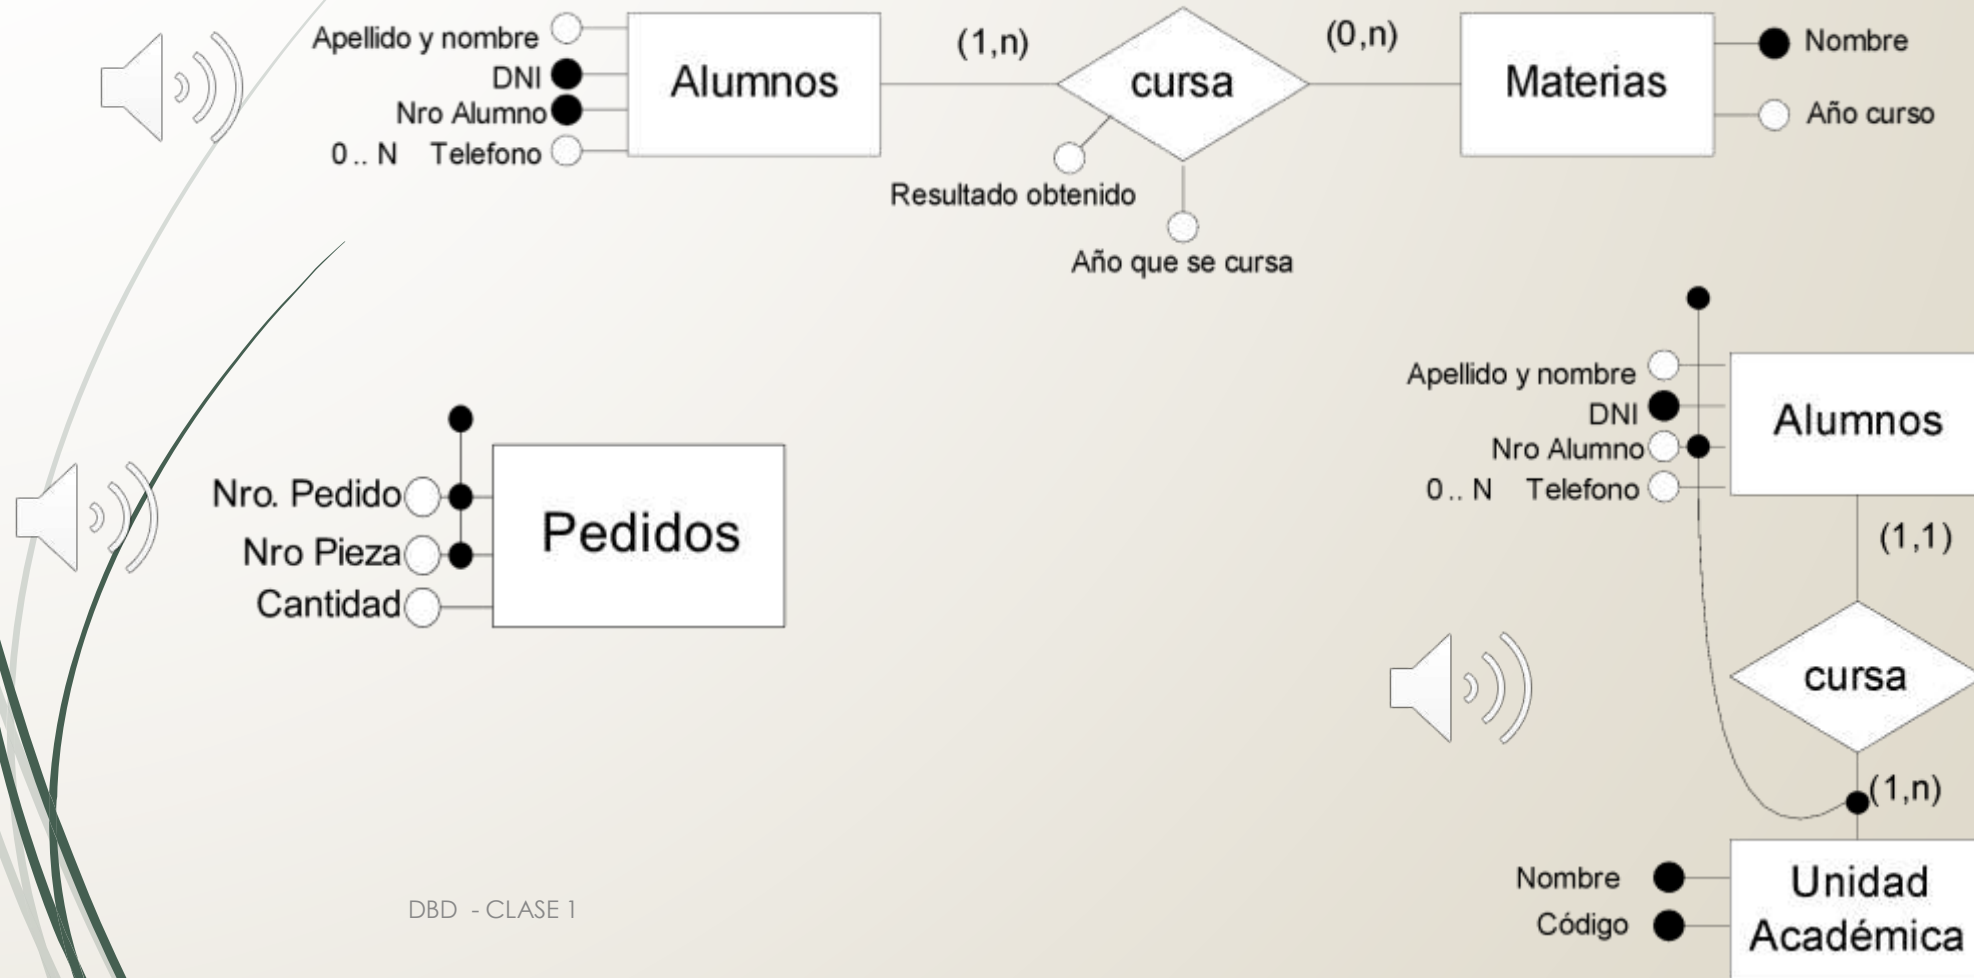 Apellido y nombre
DNI
Nro Alumno
0 .. N Telefono
Alumnos
(1,n)
cursa
(0,n)
Materias
Nombre
Año curso
Resultado obtenido
Año que se cursa
Nro. Pedido
Nro Pieza
Cantidad
Pedidos
Apellido y nombre
DNI
Nro Alumno
0 .. N Telefono
Alumnos
(1,1)
cursa
(1,n)
Nombre
Código
Unidad
Académica
DBD - CLASE 1